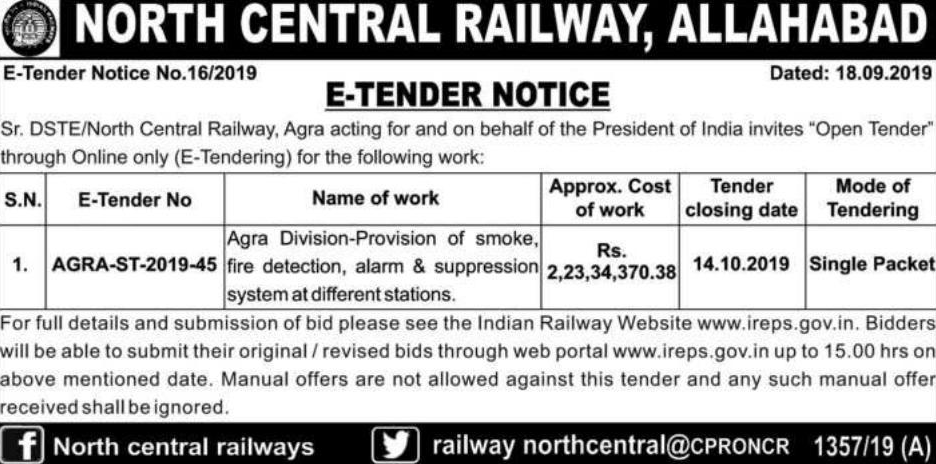 NORTH CENTRAL RAILWAY, ALLAHABAD
E-Tender Notice No.16/2019 Dated: 18.09.2019
E-TENDER NOTICE
Sr. DSTE/North Central Railway, Agra acting for and on behalf of the President of India invites “Open Tender”
through Online only (E-Tendering) for the following work:
S.N. E-Tender No Name of work Approx. Cost of work Tender closing date Mode of Tendering
1. AGRA-ST-2019-45 Agra Division-Provision of smoke,
fire detection, alarm & suppression
system at different stations.
Rs.
2,23,34,370.38
14.10.2019 Single Packet
For full details and submission of bid please see the Indian Railway Website www.ireps.gov.in. Bidders
will be able to submit their original / revised bids through web portal www.ireps.gov.in up to 15.00 hrs on
above mentioned date. Manual offers are not allowed against this tender and any such manual offer
received shall be ignored.
North central railways railway northcentral@CPRONCR 1357/19 (A)